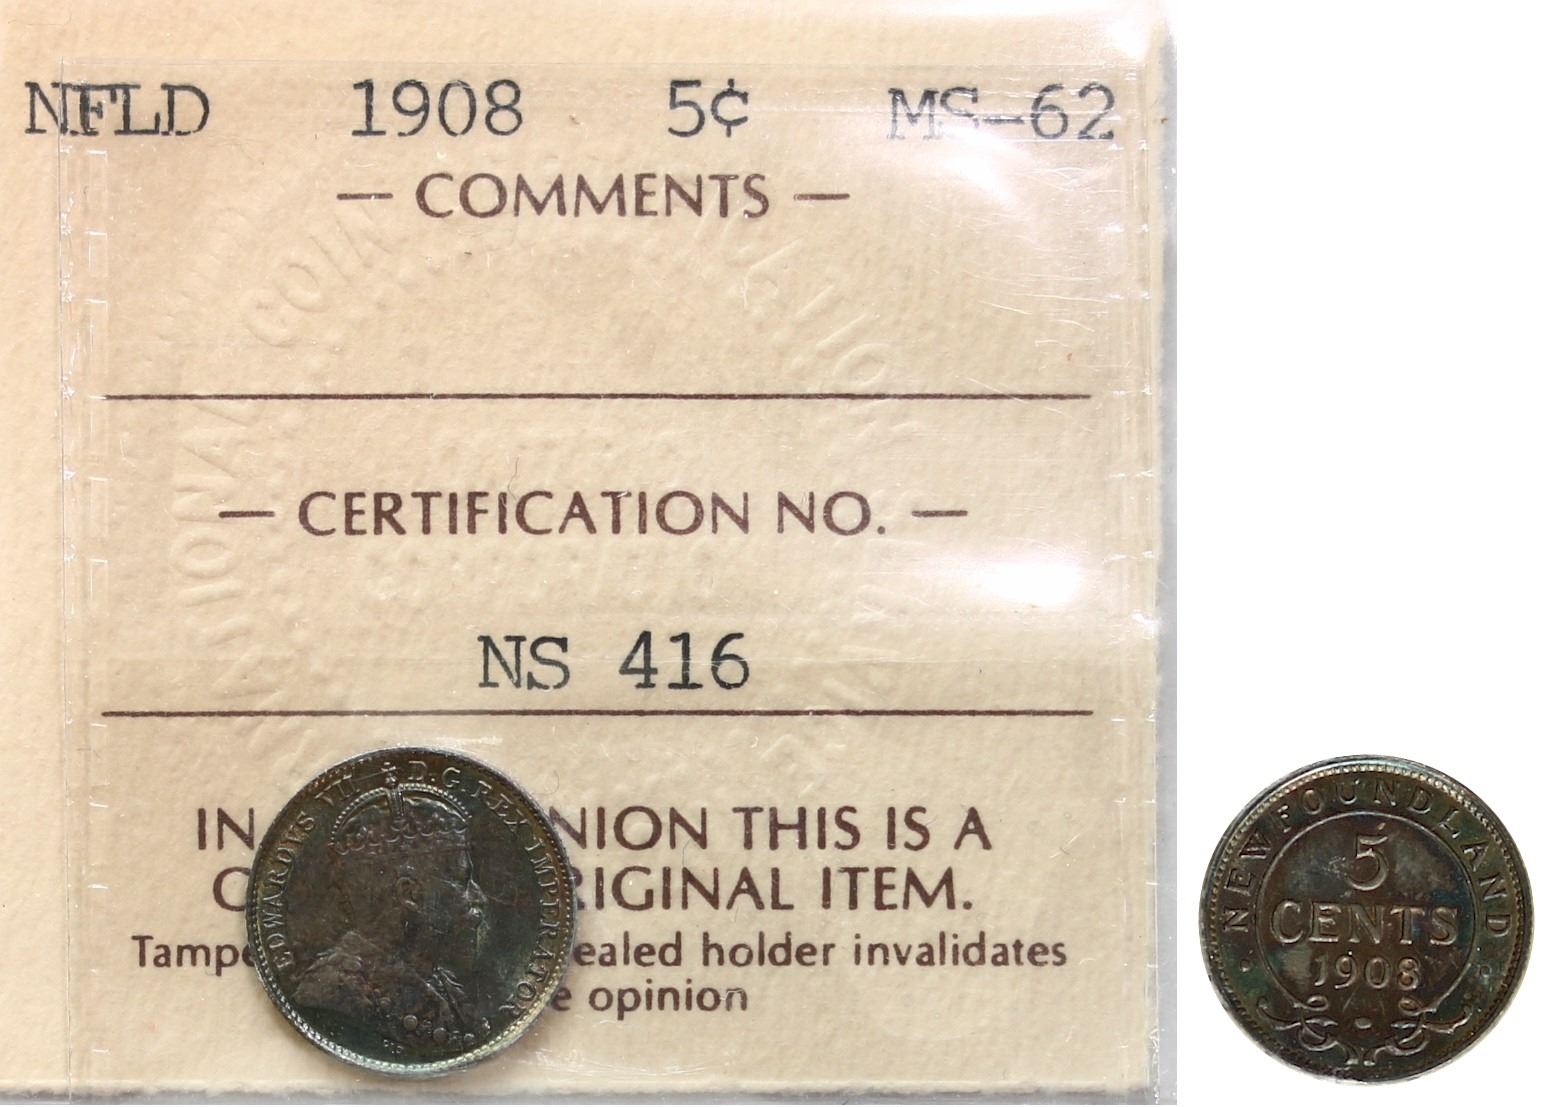 NFLD 1908 5¢ MS-62
— COMMENTS —
— CERTIFICATION NO. —
NS 416
IN NION THIS IS A
RIGINAL ITEM.
Tampe ealed holder invalidates
e opinion
EDWARDVS VII D.G. REX IMPERATOR
NEWFOUNDLAND
5
CENTS
1908